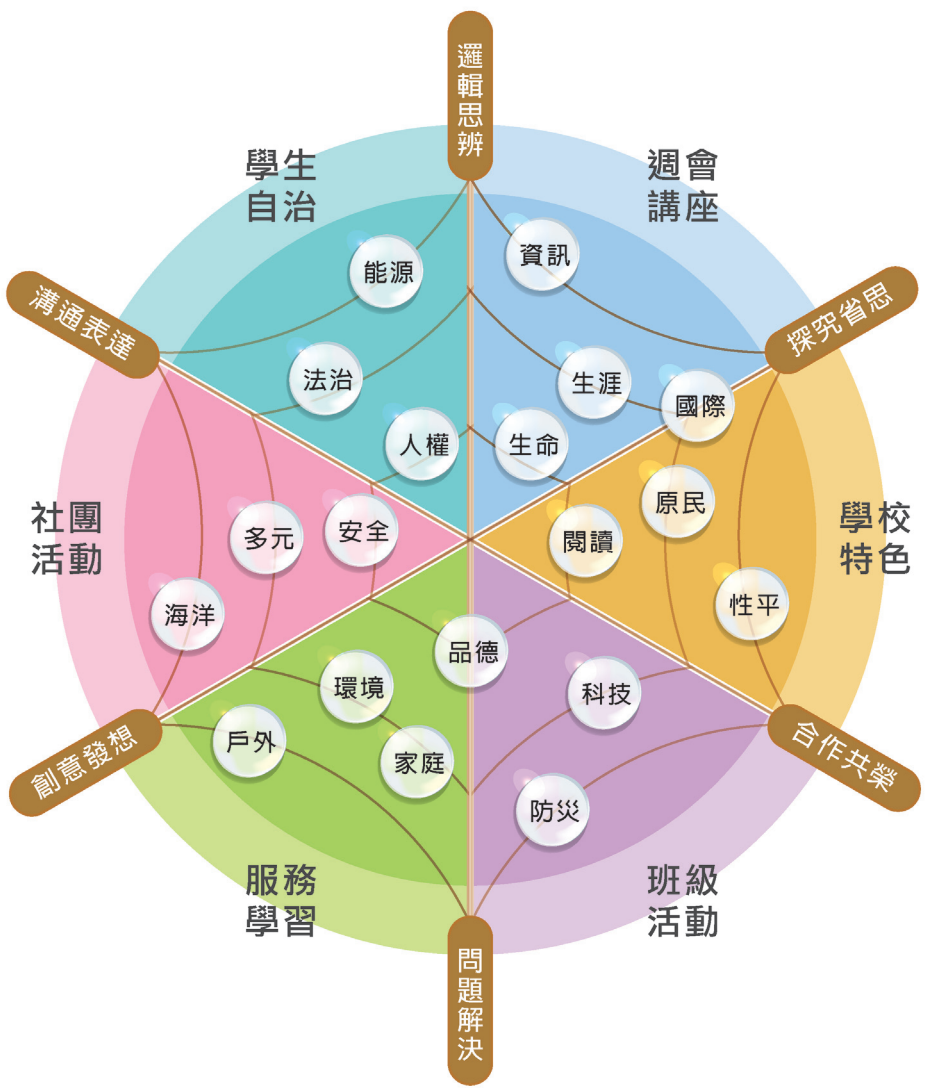 邏輯思辨
學生
自治
週會
講座
能源
資訊
溝通表達
探究省思
法治
生涯
國際
人權
生命
社團
活動
多元
安全
閱讀
原民
學校
特色
海洋
性平
品德
環境
科技
戶外
家庭
防災
創意發想
合作共榮
服務
學習
班級
活動
問題解決